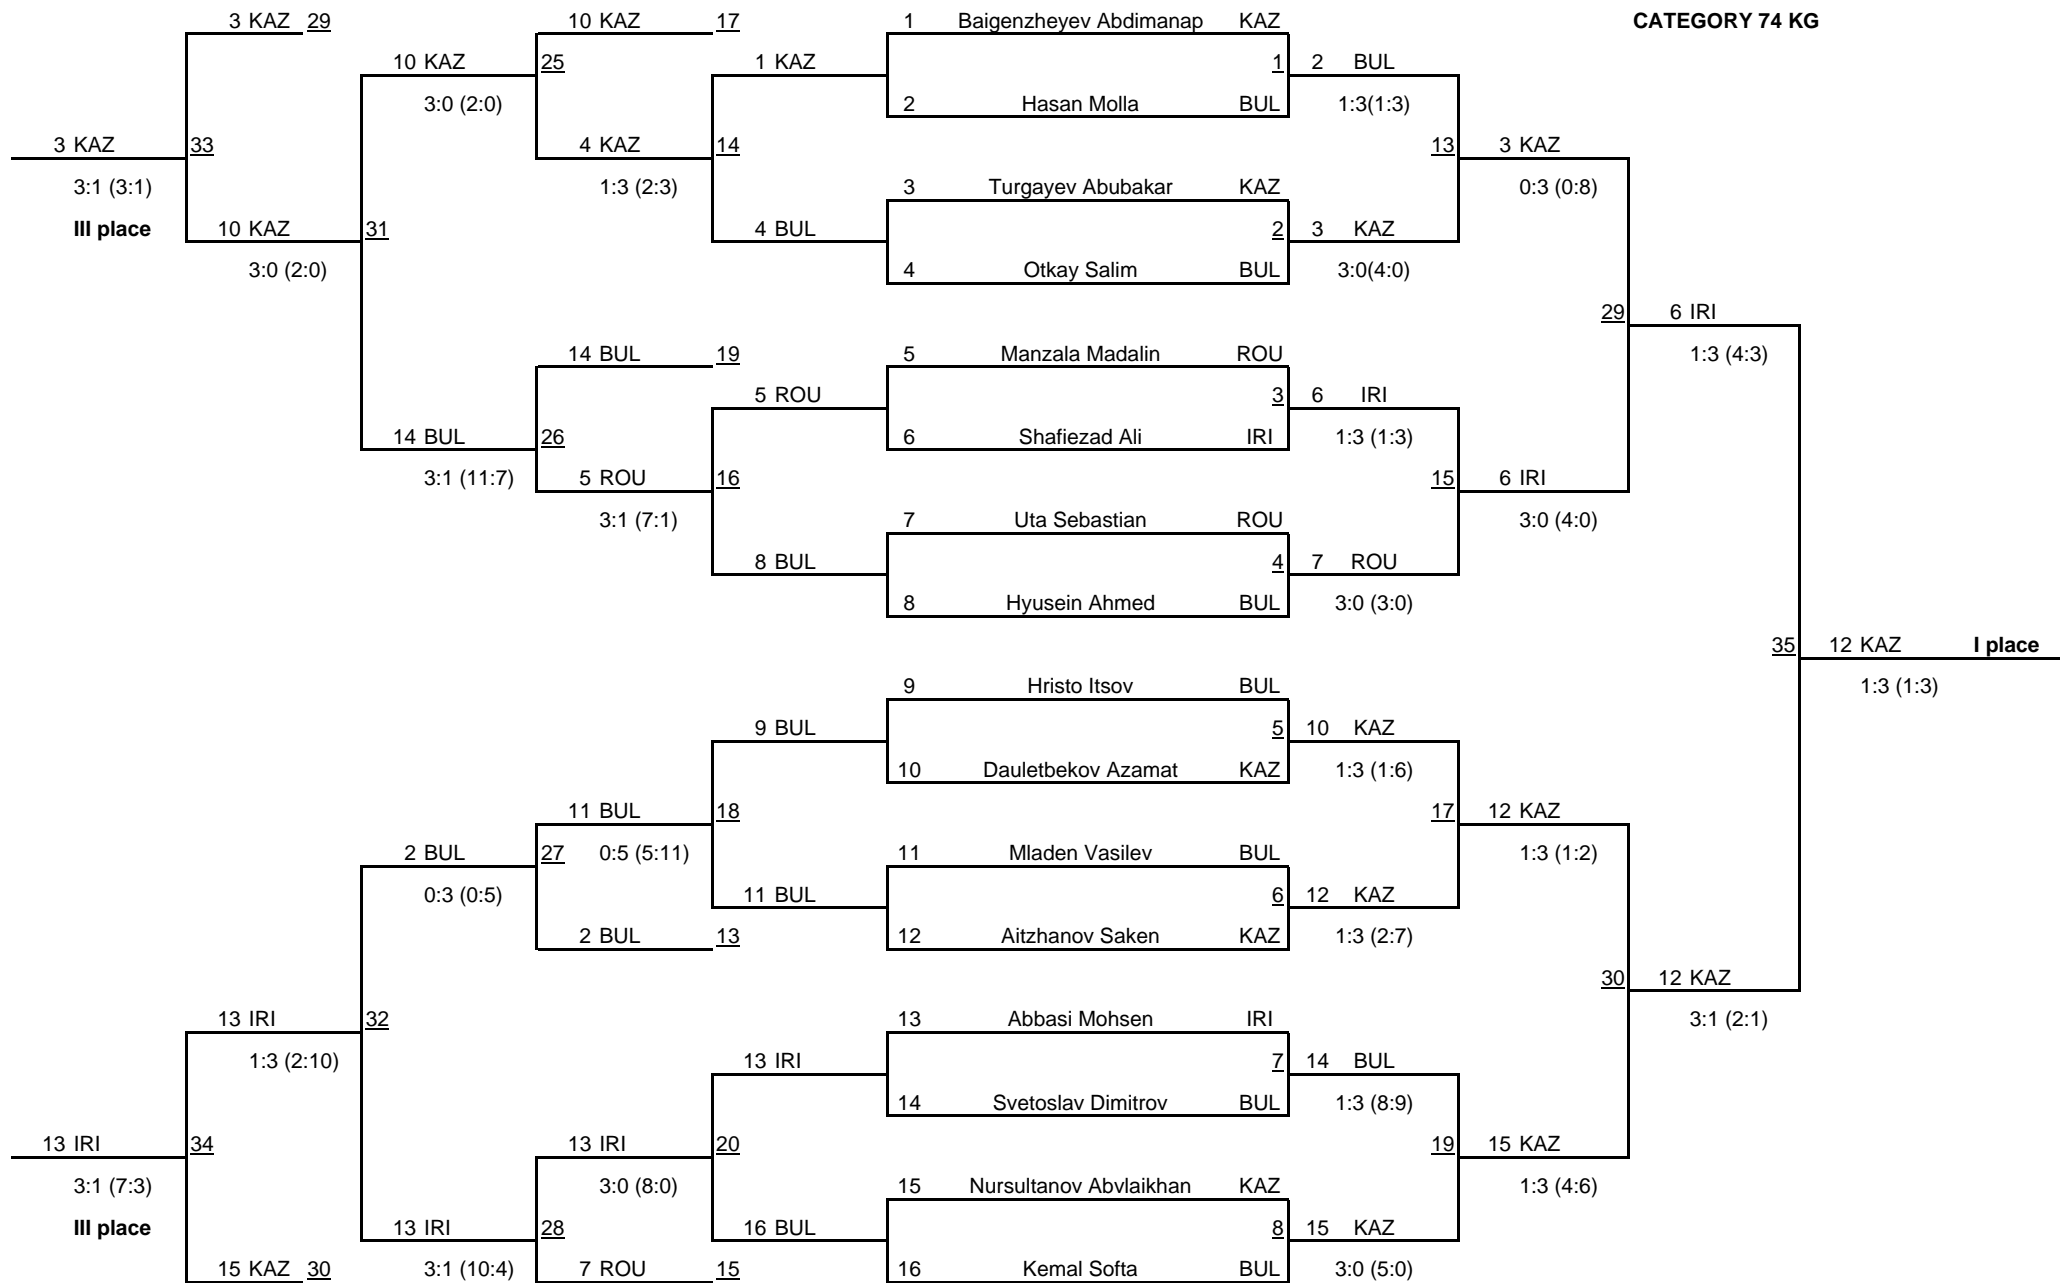 3 KAZ 29 10 KAZ 17 1 Baigenzheyev Abdimanap KAZ CATEGORY 74 KG
10 KAZ 25 1 KAZ 1 2 BUL
3:0 (2:0) 2 Hasan Molla BUL 1:3(1:3)
3 KAZ 33 4 KAZ 14 13 3 KAZ
3:1 (3:1) 1:3 (2:3) 3 Turgayev Abubakar KAZ 0:3 (0:8)
III place 10 KAZ 31 4 BUL 2 3 KAZ
3:0 (2:0) 4 Otkay Salim BUL 3:0(4:0)
29 6 IRI
14 BUL 19 5 Manzala Madalin ROU 1:3 (4:3)
5 ROU 3 6 IRI
14 BUL 26 6 Shafiezad Ali IRI 1:3 (1:3)
3:1 (11:7) 5 ROU 16 15 6 IRI
3:1 (7:1) 7 Uta Sebastian ROU 3:0 (4:0)
8 BUL 4 7 ROU
8 Hyusein Ahmed BUL 3:0 (3:0)
35 12 KAZ I place
9 Hristo Itsov BUL 1:3 (1:3)
9 BUL 5 10 KAZ
10 Dauletbekov Azamat KAZ 1:3 (1:6)
11 BUL 18 17 12 KAZ
2 BUL 27 0:5 (5:11) 11 Mladen Vasilev BUL 1:3 (1:2)
0:3 (0:5) 11 BUL 6 12 KAZ
2 BUL 13 12 Aitzhanov Saken KAZ 1:3 (2:7)
30 12 KAZ
13 IRI 32 13 Abbasi Mohsen IRI 3:1 (2:1)
1:3 (2:10) 13 IRI 7 14 BUL
14 Svetoslav Dimitrov BUL 1:3 (8:9)
13 IRI 34 13 IRI 20 19 15 KAZ
3:1 (7:3) 3:0 (8:0) 15 Nursultanov Abvlaikhan KAZ 1:3 (4:6)
III place 13 IRI 28 16 BUL 8 15 KAZ
15 KAZ 30 3:1 (10:4) 7 ROU 15 16 Kemal Softa BUL 3:0 (5:0)